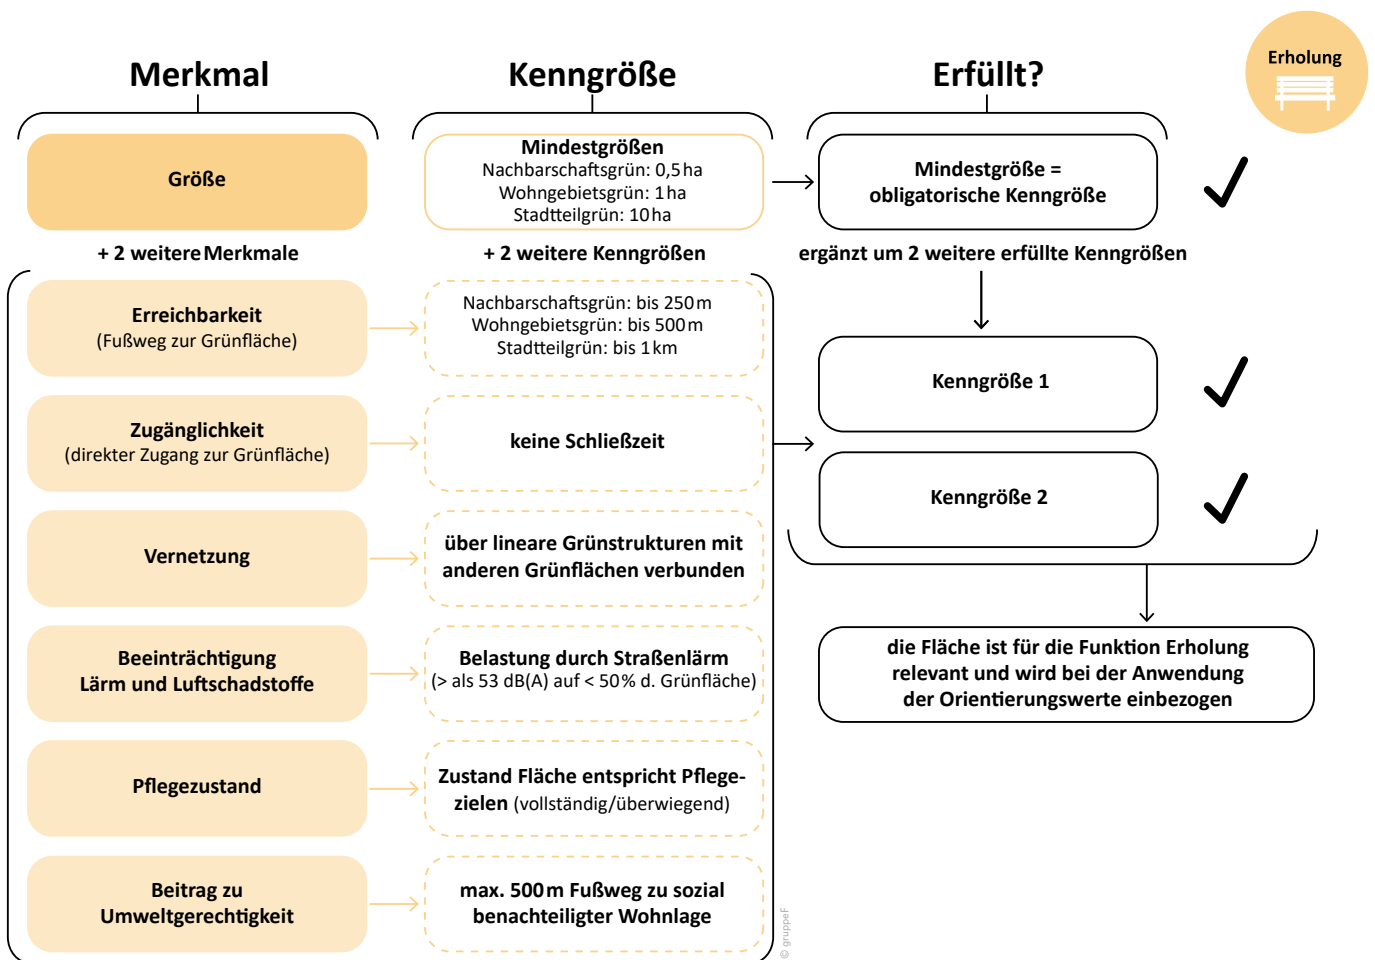 Merkmal
Kenngröße
Erfüllt?
Erholung
Größe
Mindestgrößen
Nachbarschaftsgrün: 0,5 ha
Wohngebietsgrün: 1 ha
Stadtteilgrün: 10 ha
Mindestgröße =
obligatorische Kenngröße
+ 2 weitere Merkmale
+ 2 weitere Kenngrößen
ergänzt um 2 weitere erfüllte Kenngrößen
Erreichbarkeit
(Fußweg zur Grünfläche)
Nachbarschaftsgrün: bis 250 m
Wohngebietsgrün: bis 500 m
Stadtteilgrün: bis 1 km
Kenngröße 1
Zugänglichkeit
(direkter Zugang zur Grünfläche)
keine Schließzeit
Kenngröße 2
Vernetzung
über lineare Grünstrukturen mit
anderen Grünflächen verbunden
Beeinträchtigung
Lärm und Luftschadstoffe
Belastung durch Straßenlärm
(> als 53 dB(A) auf < 50% d. Grünfläche)
die Fläche ist für die Funktion Erholung
relevant und wird bei der Anwendung
der Orientierungswerte einbezogen
Pflegezustand
Zustand Fläche entspricht Pflege-
zielen (vollständig/überwiegend)
Beitrag zu
Umweltgerechtigkeit
max. 500 m Fußweg zu sozial
benachteiligter Wohnlage
© gruppeF